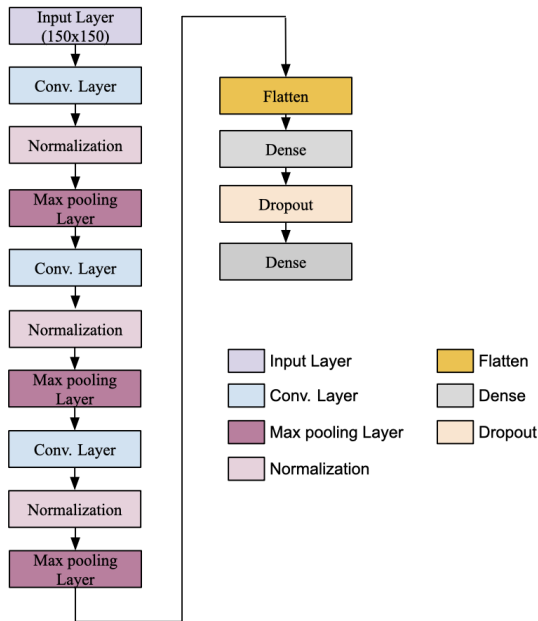 Input Layer
(150x150)
Conv. Layer
Normalization
Max pooling
Layer
Conv. Layer
Normalization
Max pooling
Layer
Conv. Layer
Normalization
Max pooling
Layer
Flatten
Dense
Dropout
Dense
Input Layer
Conv. Layer
Max pooling Layer
Normalization
Flatten
Dense
Dropout